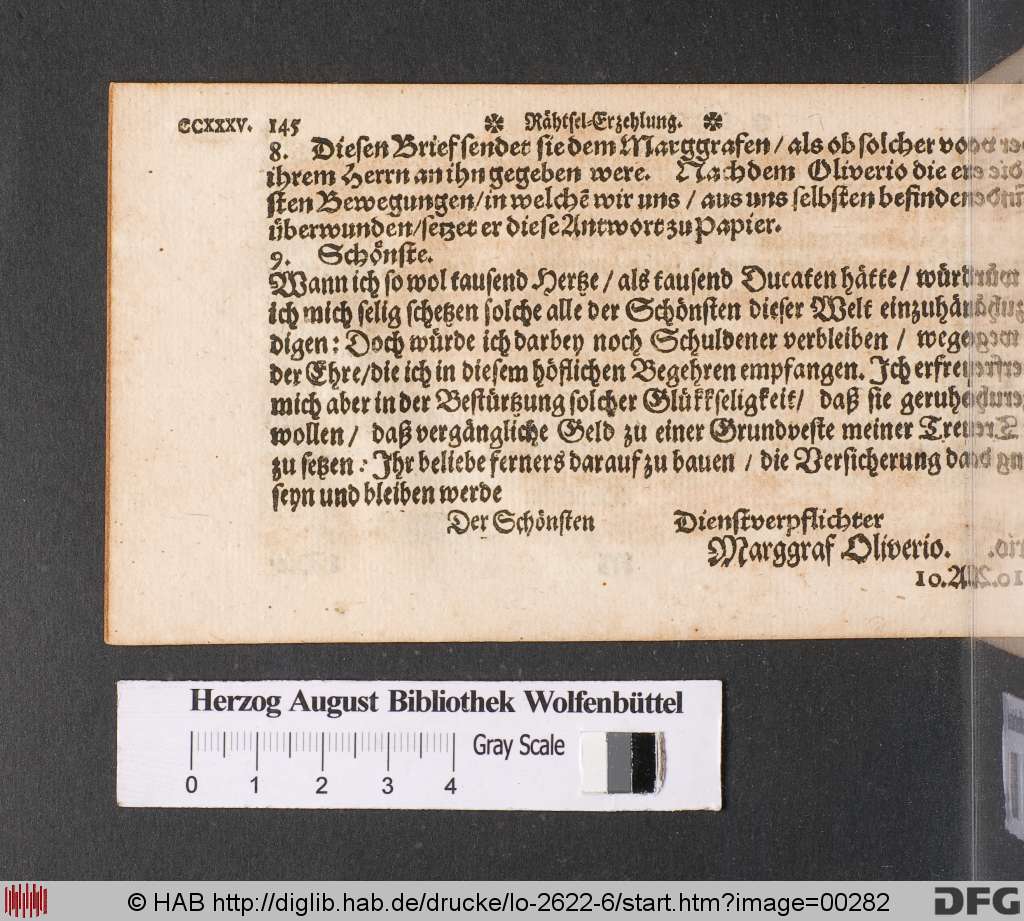 CCXXXV. 145 ✼ Rähtsel-Erzehlung. ✼
8. Diesen Brief sendet sie dem Marggrafen / als ob solcher von
ihrem Herrn an ihn gegeben were. Nachdem Oliverio die
sten Bewegungen / in welchē wir uns / aus uns selbsten befinden
überwunden / setzet er diese Antwort zu Papier.
9. Schönste.
Wann ich so wol tausend Hertze / als tausend Ducaten hätte / würd
ich mich selig schetzen solche alle der Schönsten dieser Welt einzuhän
digen : Doch würde ich darbey noch Schuldener verbleiben / wegen
der Ehre / die ich in diesem höflichen Begehren empfangen. Ich erfreu
mich aber in der Bestürtzung solcher Glükkseligkeit / daß sie geruhe
wollen / daß vergängliche Geld zu einer Grundveste meiner Treu
zu setzen : Ihr beliebe ferners darauf zu bauen / die Versicherung
seyn und bleiben werde
Der Schönsten Dienstverpflichter
Marggraf Oliverio.
10. A
Herzog August Bibliothek Wolfenbüttel
Gray Scale
0 1 2 3 4
© HAB http://diglib.hab.de/drucke/lo-2622-6/start.htm?image=00282
DFG